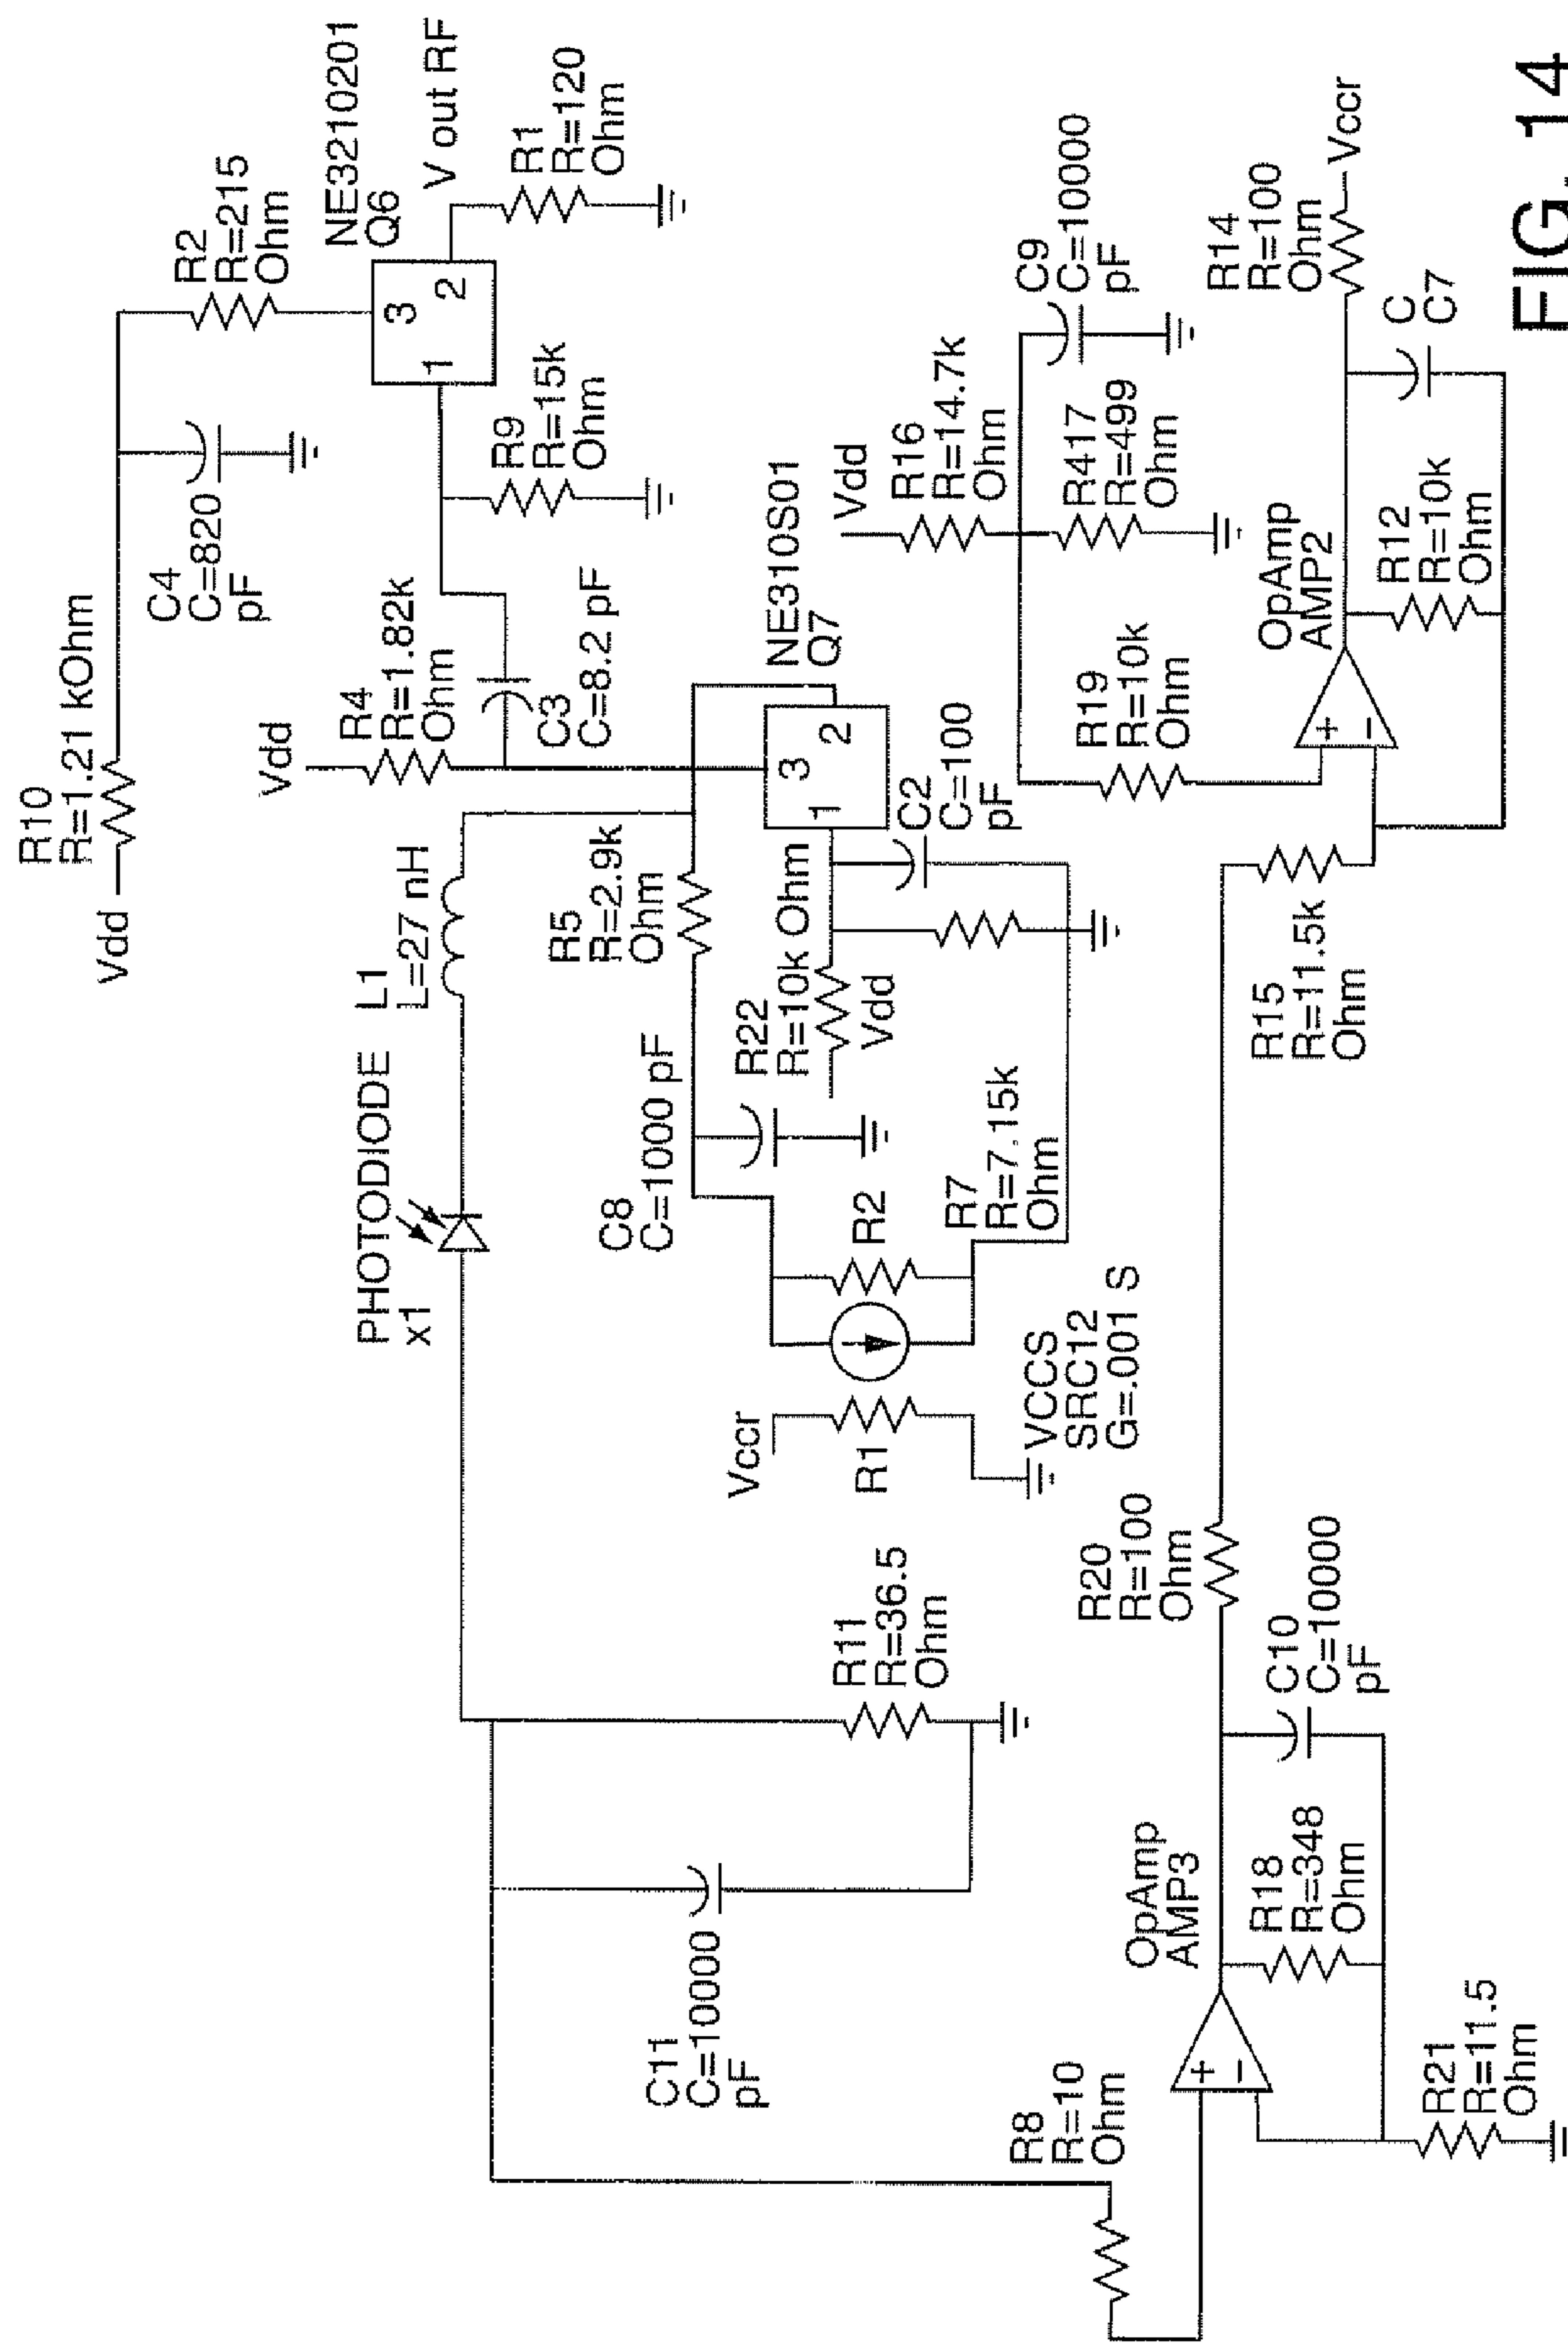 R10
R=1.21 kOhm
Vdd
C4
C=820
pF
R2
R=215
Ohm
NE3210201
Q6
V out RF
3
1
2
R1
R=120
Ohm
R9
R=15k
Ohm
Vdd
R4
R=1.82k
Ohm
C3
C=8.2 pF
PHOTODIODE
x1
L1
L=27 nH
R5
R=2.9k
Ohm
NE310S01
Q7
3
1
2
C2
C=100
pF
C8
C=1000 pF
R22
R=10k Ohm
Vdd
R2
R7
R=7.15k
Ohm
Vccr
R1
VCCS
SRC12
G=.001 S
R11
R=36.5
Ohm
C11
C=10000
pF
Vdd
R16
R=14.7k
Ohm
R417
R=499
Ohm
C9
C=10000
pF
R19
R=10k
Ohm
OpAmp
AMP2
+
–
R14
R=100
Ohm
Vccr
C
C7
R12
R=10k
Ohm
R15
R=11.5k
Ohm
R20
R=100
Ohm
C10
C=10000
pF
OpAmp
AMP3
+
–
R18
R=348
Ohm
R8
R=10
Ohm
R21
R=11.5
Ohm
FIG. 14